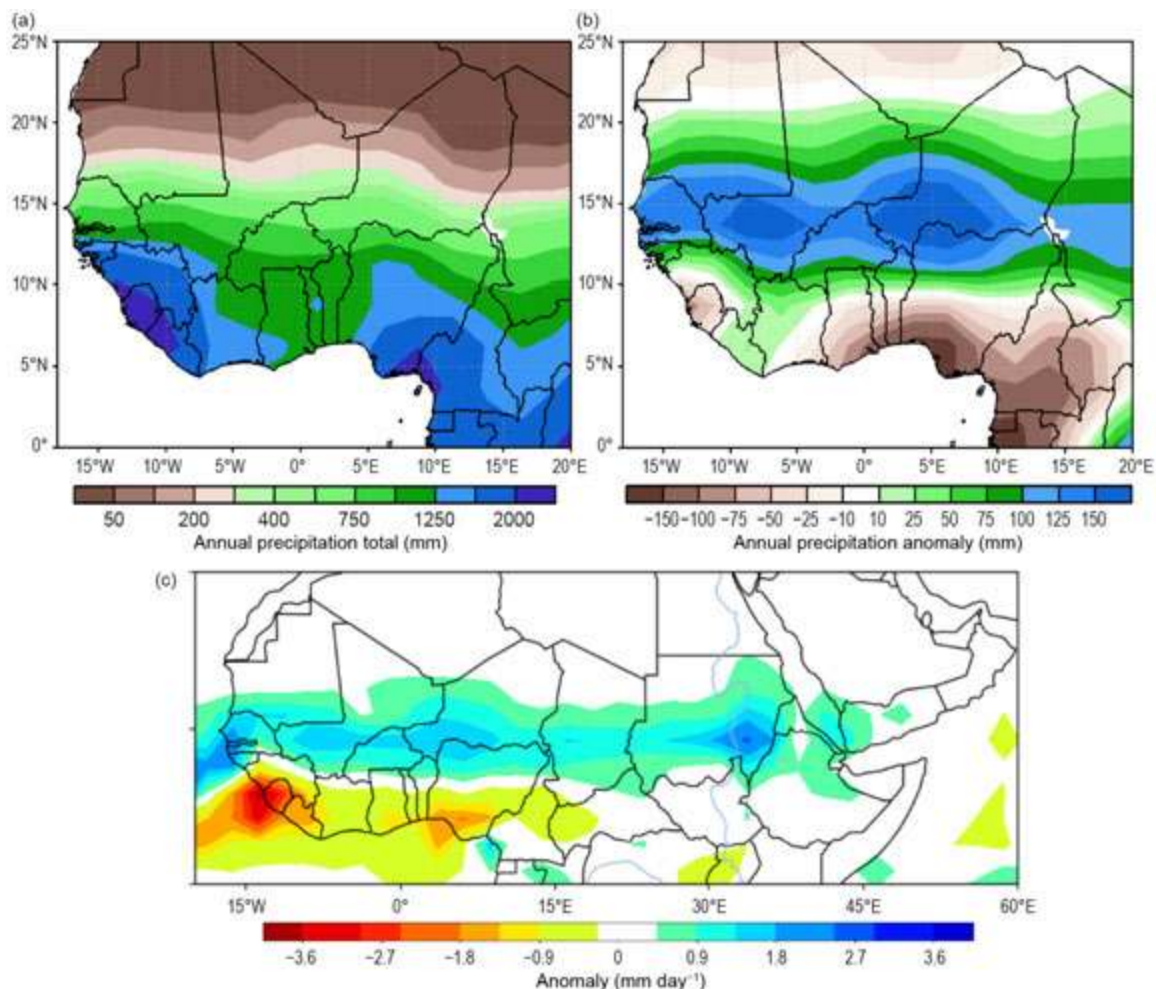 (a)
(b)
25°N
20°N
15°N
10°N
5°N
0°
15°W 10°W 5°W 0° 5°E 10°E 15°E 20°E
50 200 400 750 1250 2000
Annual precipitation total (mm)
25°N
20°N
15°N
10°N
5°N
0°
15°W 10°W 5°W 0° 5°E 10°E 15°E 20°E
−150 −100 −75 −50 −25 −10 10 25 50 75 100 125 150
Annual precipitation anomaly (mm)
(c)
15°W 0° 15°E 30°E 45°E 60°E
−3.6 −2.7 −1.8 −0.9 0 0.9 1.8 2.7 3.6
Anomaly (mm day⁻¹)